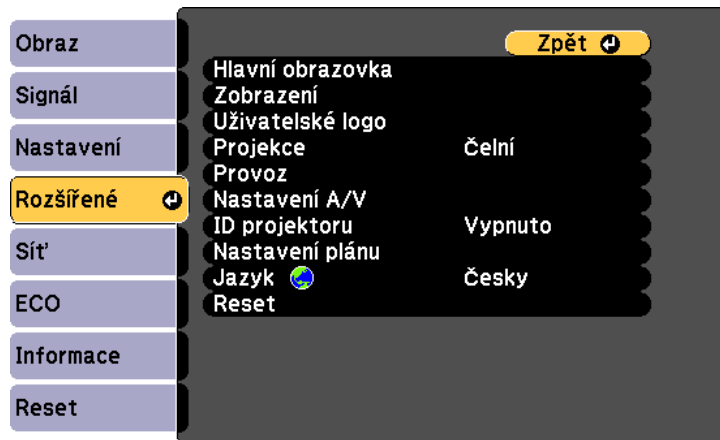 Obraz
Signál
Nastavení
Rozšířené
Síť
ECO
Informace
Reset
Zpět
Hlavní obrazovka
Zobrazení
Uživatelské logo
Projekce Čelní
Provoz
Nastavení A/V
ID projektoru Vypnuto
Nastavení plánu
Jazyk Česky
Reset